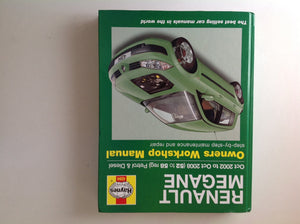 RENAULT
MEGANE
Oct 2002 to Oct 2008 (52 to 58 reg) Petrol & Diesel
Owners Workshop Manual
step-by-step maintenance and repair
Haynes
The best selling car manuals in the world